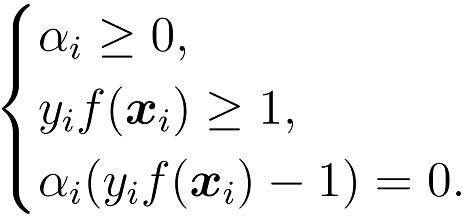 αᵢ ≥ 0,
yᵢf(𝒙ᵢ) ≥ 1,
αᵢ(yᵢf(𝒙ᵢ) − 1) = 0.